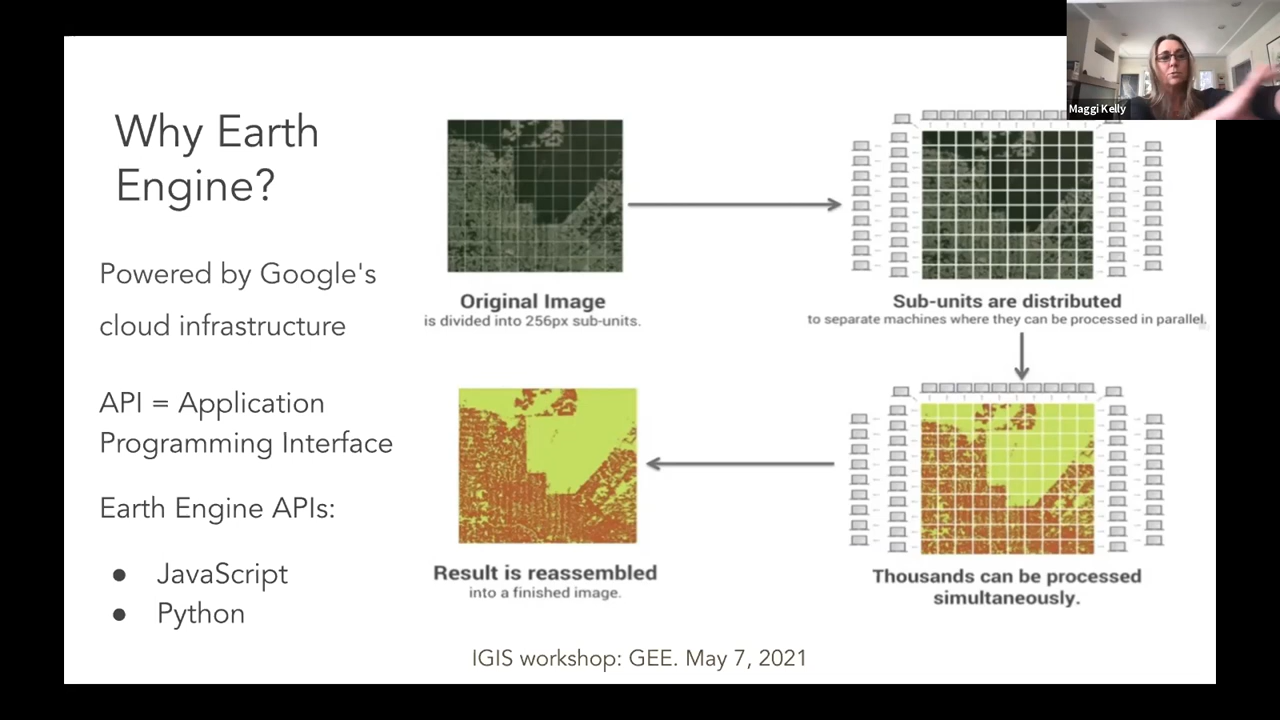 Maggi Kelly
Why Earth
Engine?
Powered by Google's
cloud infrastructure
API = Application
Programming Interface
Earth Engine APIs:
● JavaScript
● Python
Original Image
is divided into 256px sub-units.
Sub-units are distributed
to separate machines where they can be processed in parallel.
Result is reassembled
into a finished image.
Thousands can be processed
simultaneously.
IGIS workshop: GEE. May 7, 2021